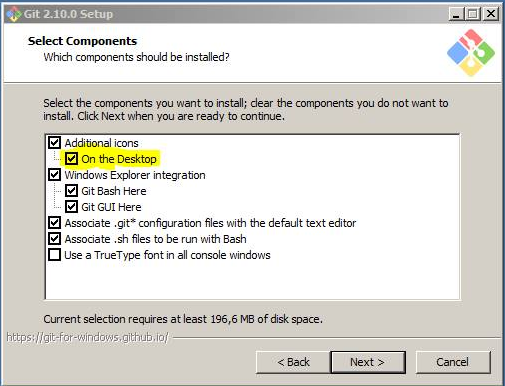 Git 2.10.0 Setup
Select Components
Which components should be installed?
Select the components you want to install; clear the components you do not want to
install. Click Next when you are ready to continue.
Additional icons
On the Desktop
Windows Explorer integration
Git Bash Here
Git GUI Here
Associate .git* configuration files with the default text editor
Associate .sh files to be run with Bash
Use a TrueType font in all console windows
Current selection requires at least 196,6 MB of disk space.
https://git-for-windows.github.io/
< Back
Next >
Cancel